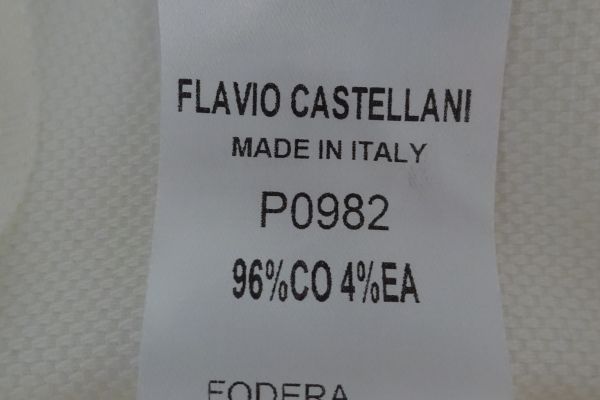 FLAVIO CASTELLANI
MADE IN ITALY
P0982
96%CO 4%EA
FODERA